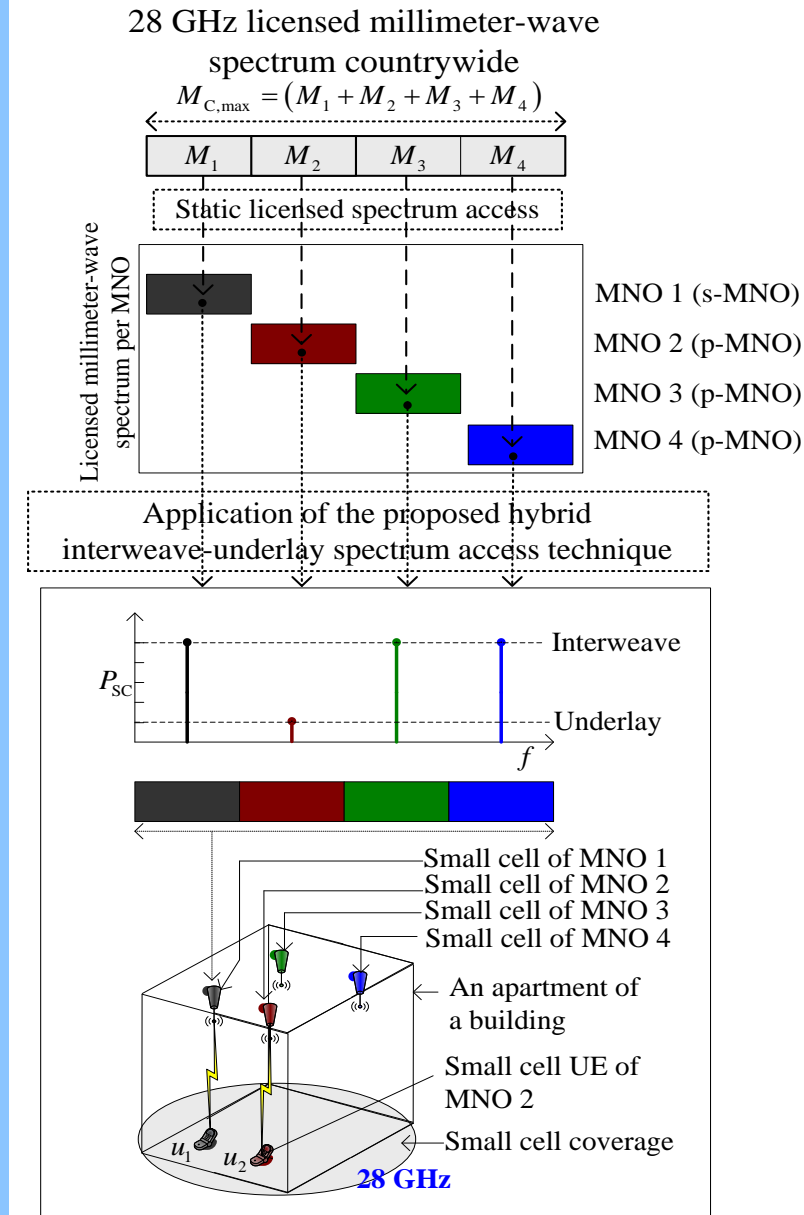 28 GHz licensed millimeter-wave
spectrum countrywide
M_C,max = (M_1 + M_2 + M_3 + M_4)
M_1 M_2 M_3 M_4
Static licensed spectrum access
Licensed millimeter-wave
spectrum per MNO
MNO 1 (s-MNO)
MNO 2 (p-MNO)
MNO 3 (p-MNO)
MNO 4 (p-MNO)
Application of the proposed hybrid
interweave-underlay spectrum access technique
Interweave
P_SC
Underlay
f
Small cell of MNO 1
Small cell of MNO 2
Small cell of MNO 3
Small cell of MNO 4
An apartment of
a building
Small cell UE of
MNO 2
u_1
u_2
Small cell coverage
28 GHz